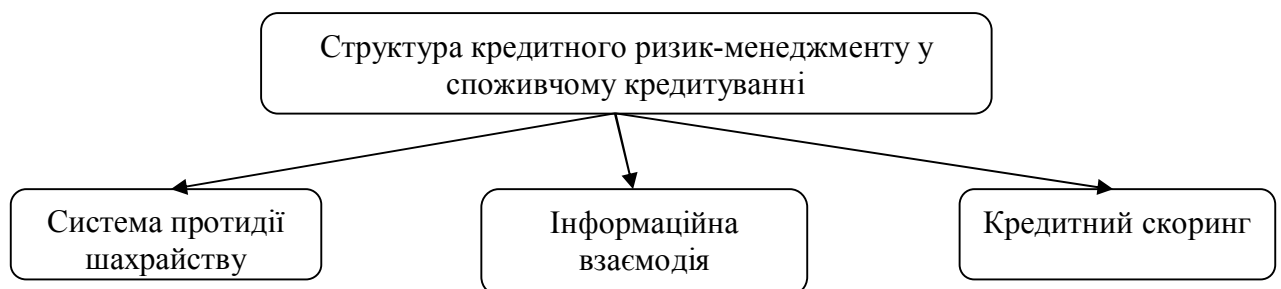 Структура кредитного ризик-менеджменту у
споживчому кредитуванні
Система протидії
шахрайству
Інформаційна
взаємодія
Кредитний скоринг